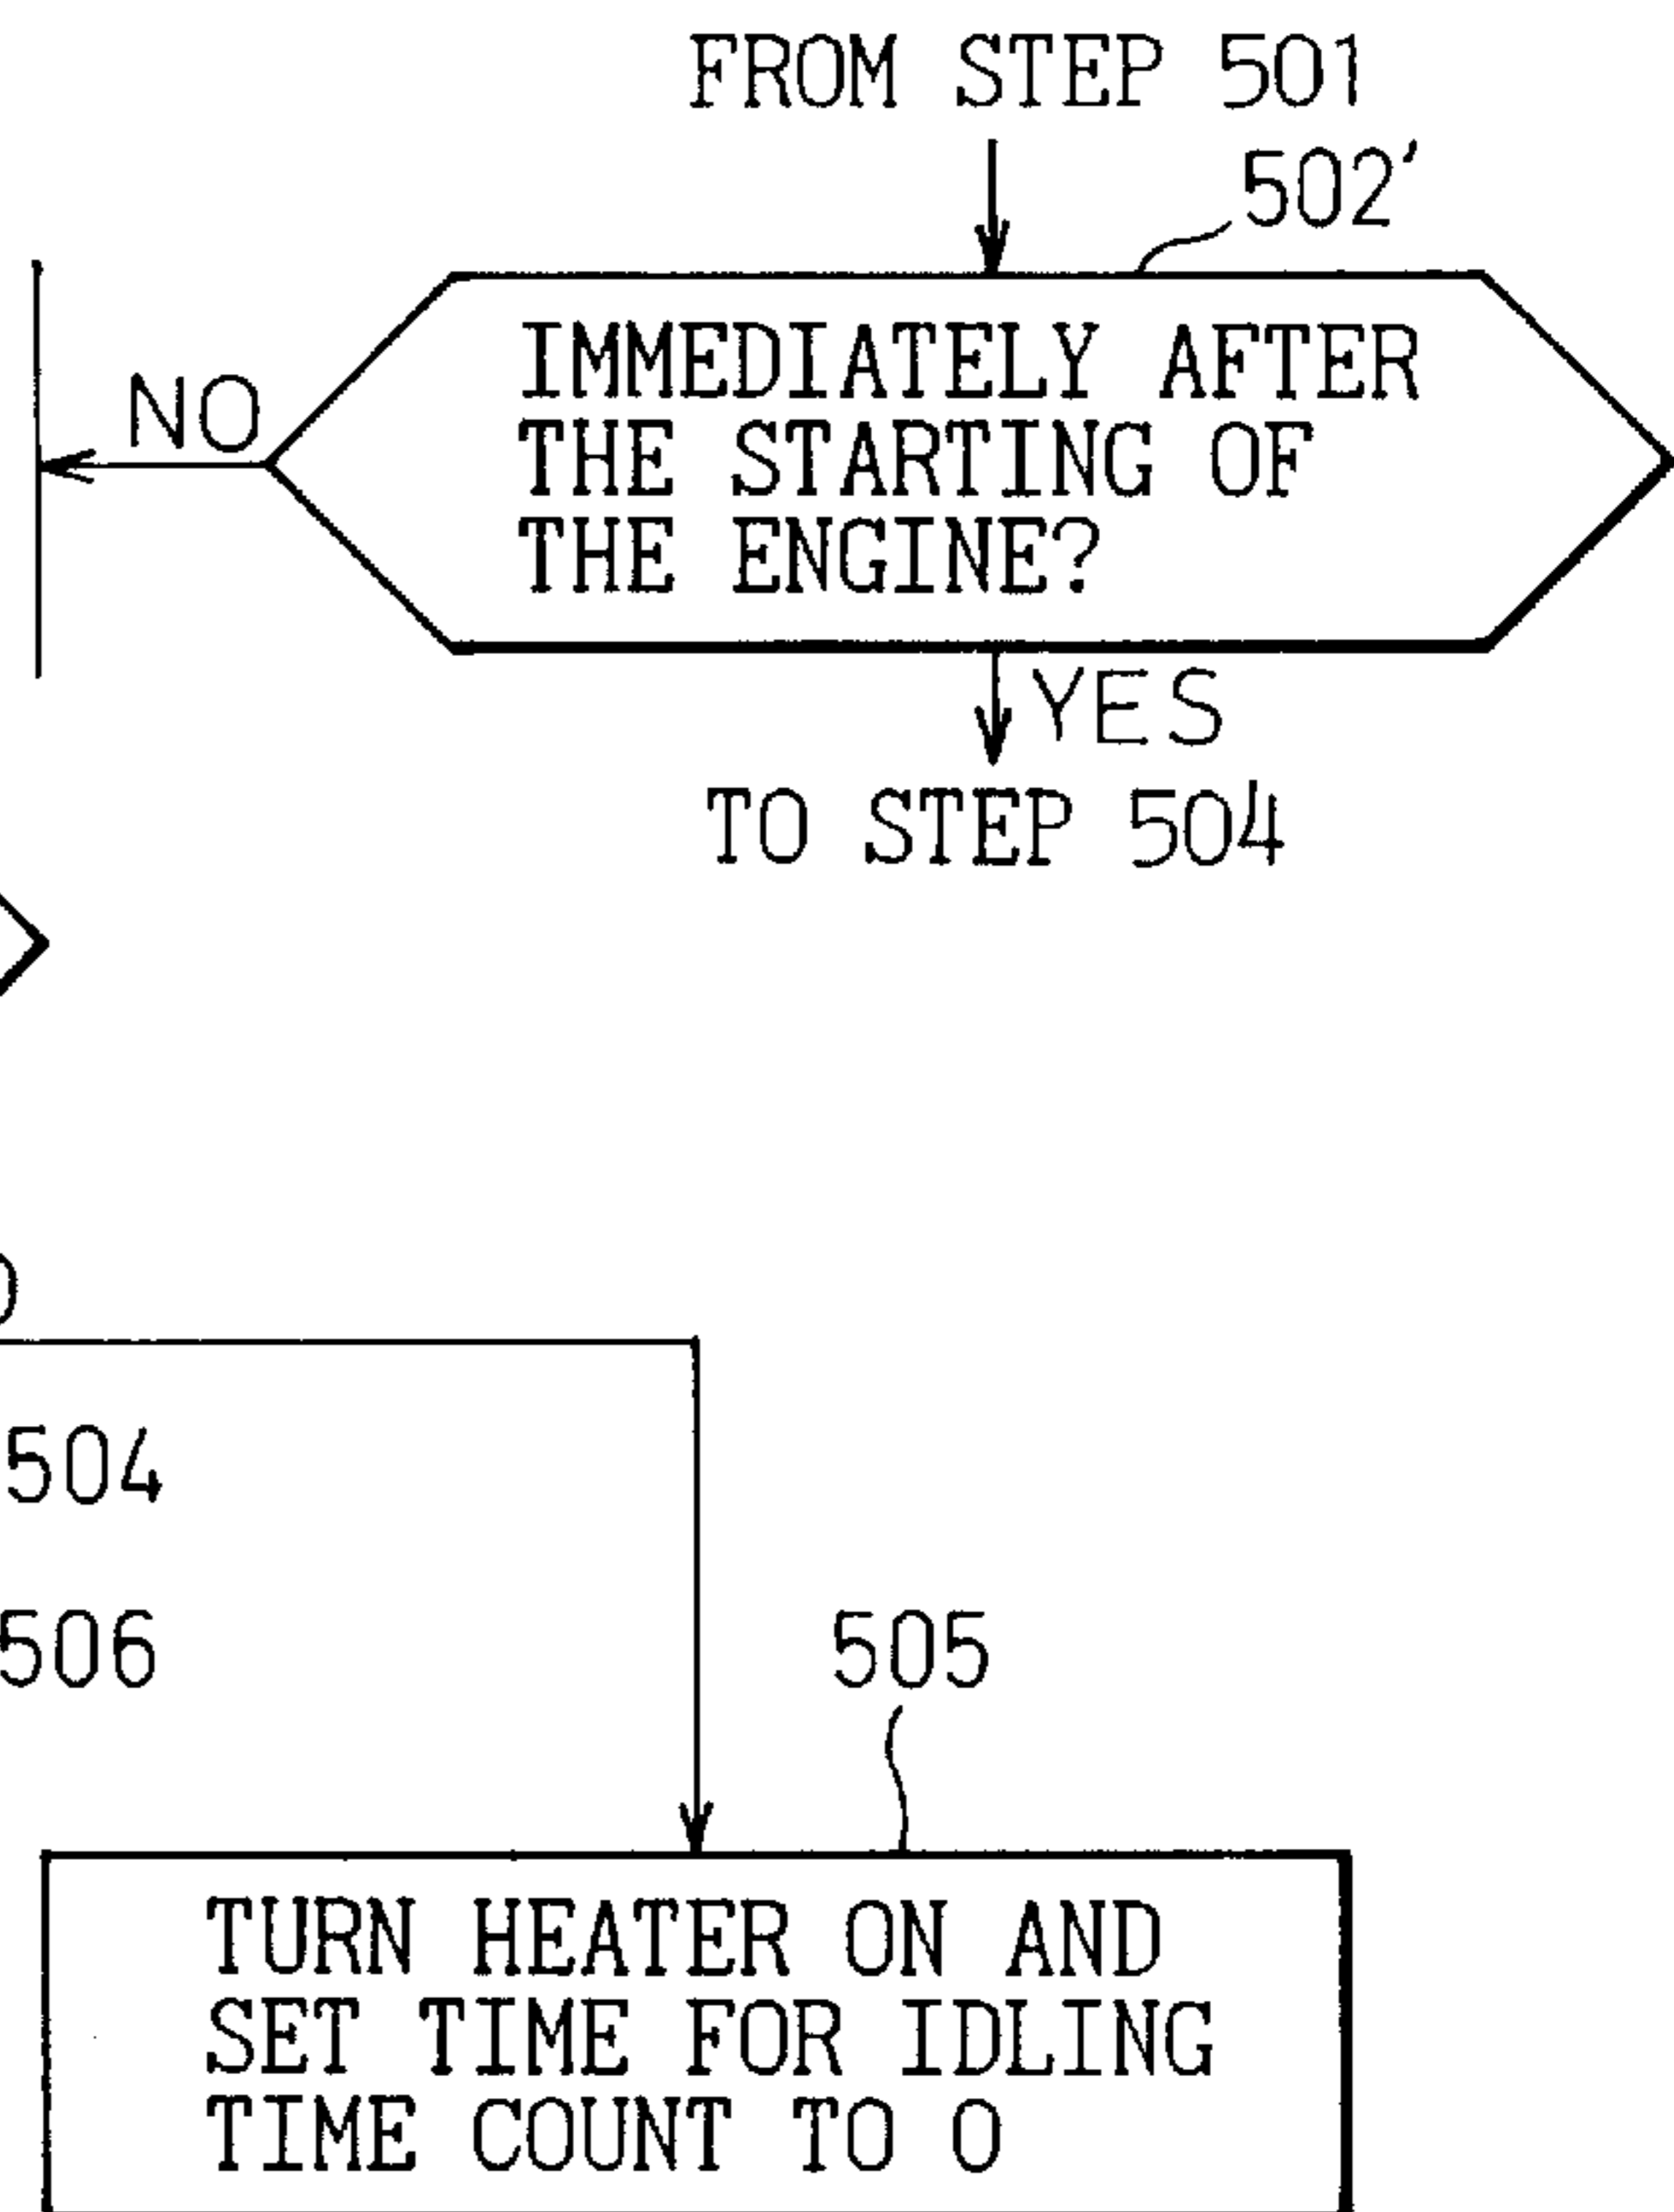 FROM STEP 501
502'
IMMEDIATELY AFTER
THE STARTING OF
THE ENGINE?
NO
YES
TO STEP 504
504
506
505
TURN HEATER ON AND
SET TIME FOR IDLING
TIME COUNT TO 0